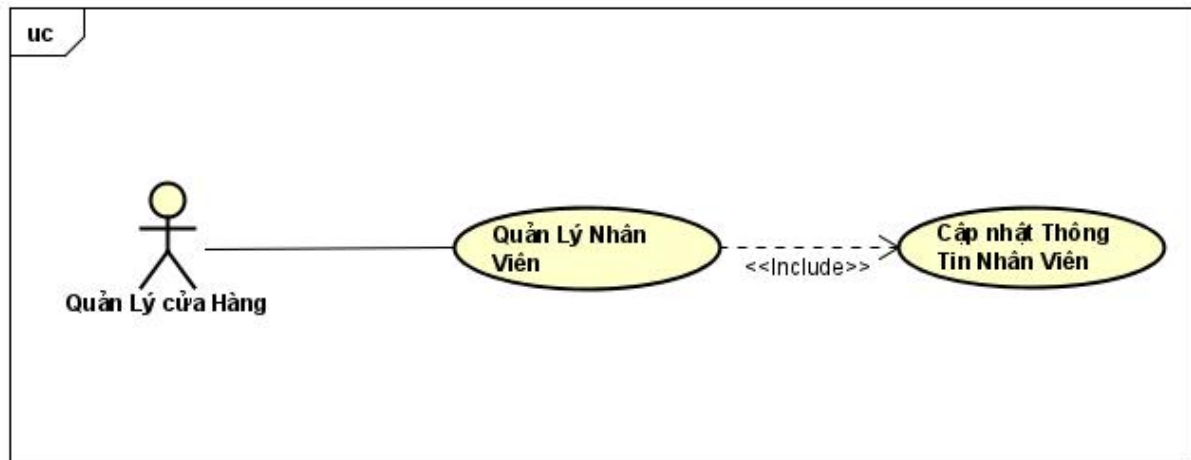 uc
Quản Lý Nhân
Viên
<<Include>>
Cập nhật Thông
Tin Nhân Viên
Quản Lý cửa Hàng